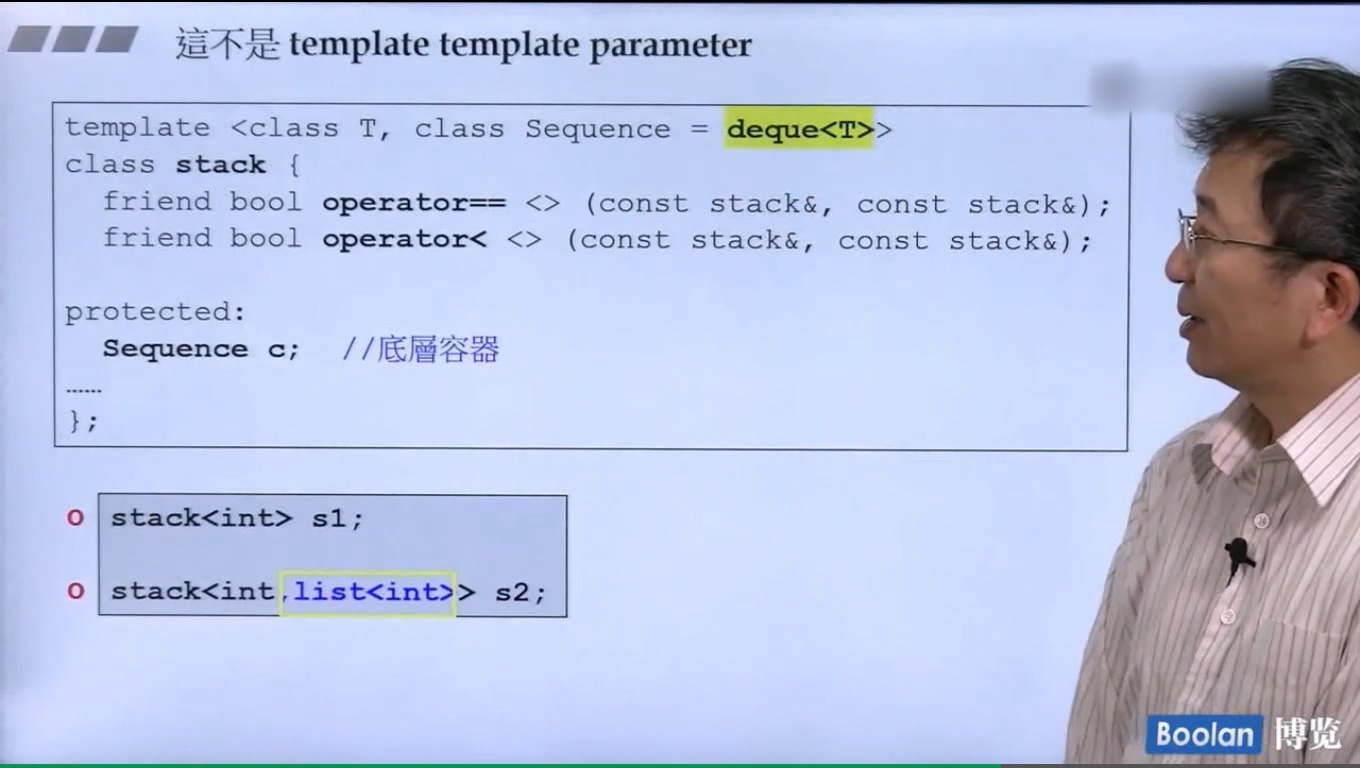 這不是 template template parameter
template <class T, class Sequence = deque<T>>
class stack {
friend bool operator== <> (const stack&, const stack&);
friend bool operator< <> (const stack&, const stack&);
protected:
Sequence c; //底層容器
……
};
o stack<int> s1;
o stack<int,list<int>> s2;
Boolan 博览